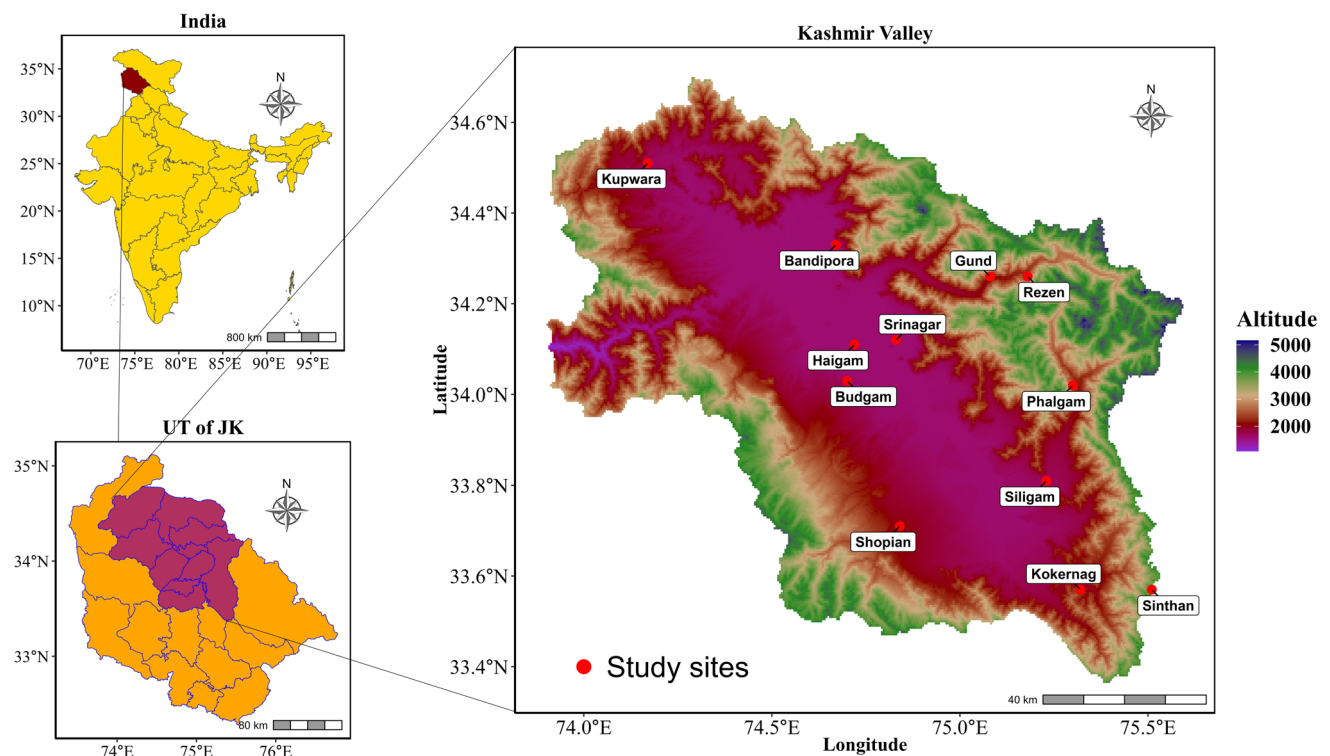 India
N
35°N
30°N
25°N
20°N
15°N
10°N
800 km
70°E 75°E 80°E 85°E 90°E 95°E
UT of JK
N
35°N
34°N
33°N
80 km
74°E 75°E 76°E
Kashmir Valley
N
Latitude
34.6°N
34.4°N
34.2°N
34.0°N
33.8°N
33.6°N
33.4°N
Kupwara
Bandipora
Gund
Rezen
Srinagar
Haigam
Budgam
Phalgam
Siligam
Shopian
Kokernag
Sinthan
Study sites
40 km
74.0°E 74.5°E 75.0°E 75.5°E
Longitude
Altitude
5000
4000
3000
2000